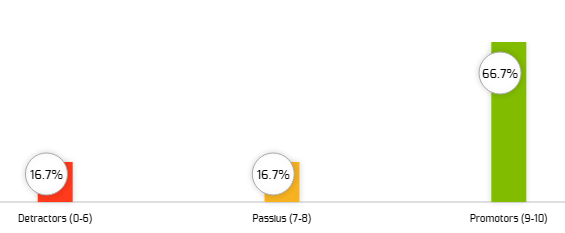 16.7% 16.7% 66.7%
Detractors (0-6) Passius (7-8) Promotors (9-10)